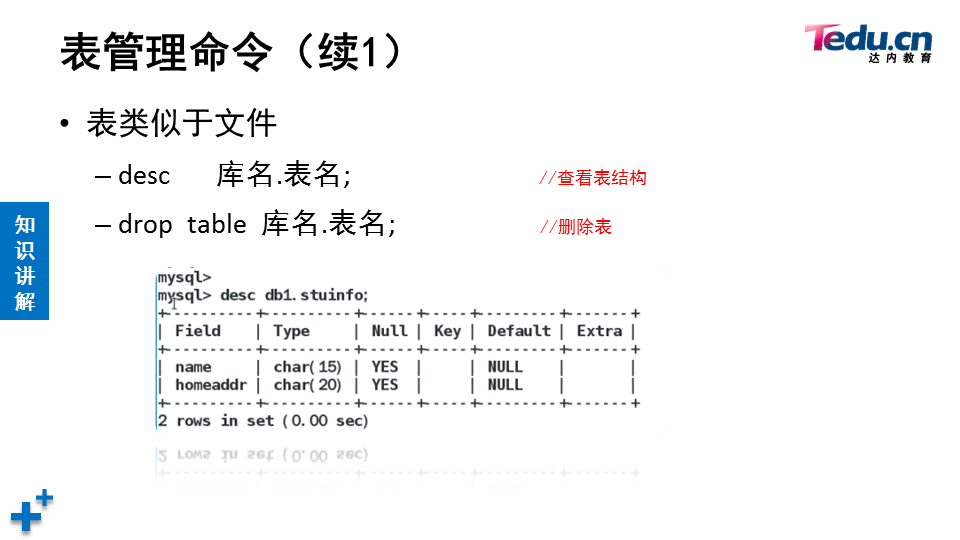 表管理命令（续1）
Tedu.cn
达内教育
• 表类似于文件
– desc 库名.表名; //查看表结构
– drop table 库名.表名; //删除表
知识讲解
mysql>
mysql> desc db1.stuinfo;
+----------+----------+------+-----+---------+-------+
| Field | Type | Null | Key | Default | Extra |
+----------+----------+------+-----+---------+-------+
| name | char(15) | YES | | NULL | |
| homeaddr | char(20) | YES | | NULL | |
+----------+----------+------+-----+---------+-------+
2 rows in set (0.00 sec)